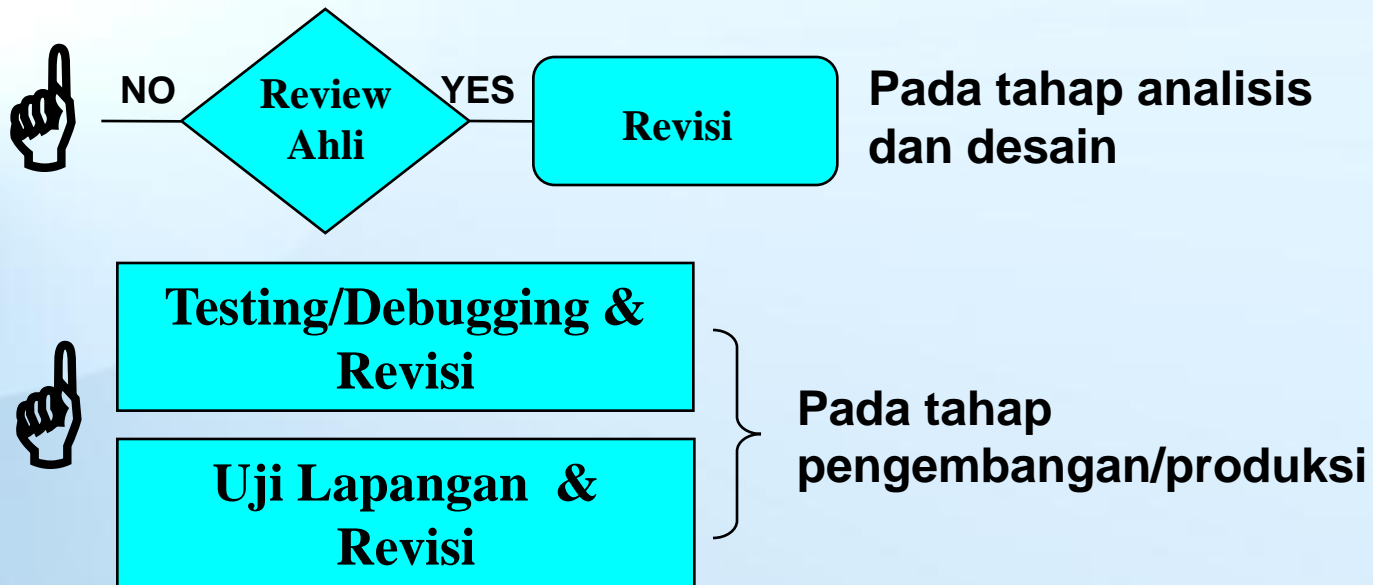 NO
Review
Ahli
YES
Revisi
Pada tahap analisis
dan desain
Testing/Debugging &
Revisi
Uji Lapangan &
Revisi
Pada tahap
pengembangan/produksi